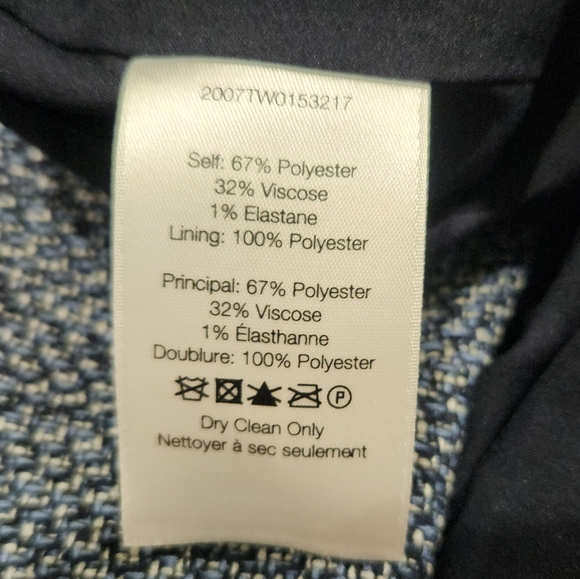 2007TW0153217
Self: 67% Polyester
32% Viscose
1% Elastane
Lining: 100% Polyester
Principal: 67% Polyester
32% Viscose
1% Élasthanne
Doublure: 100% Polyester
P
Dry Clean Only
Nettoyer à sec seulement